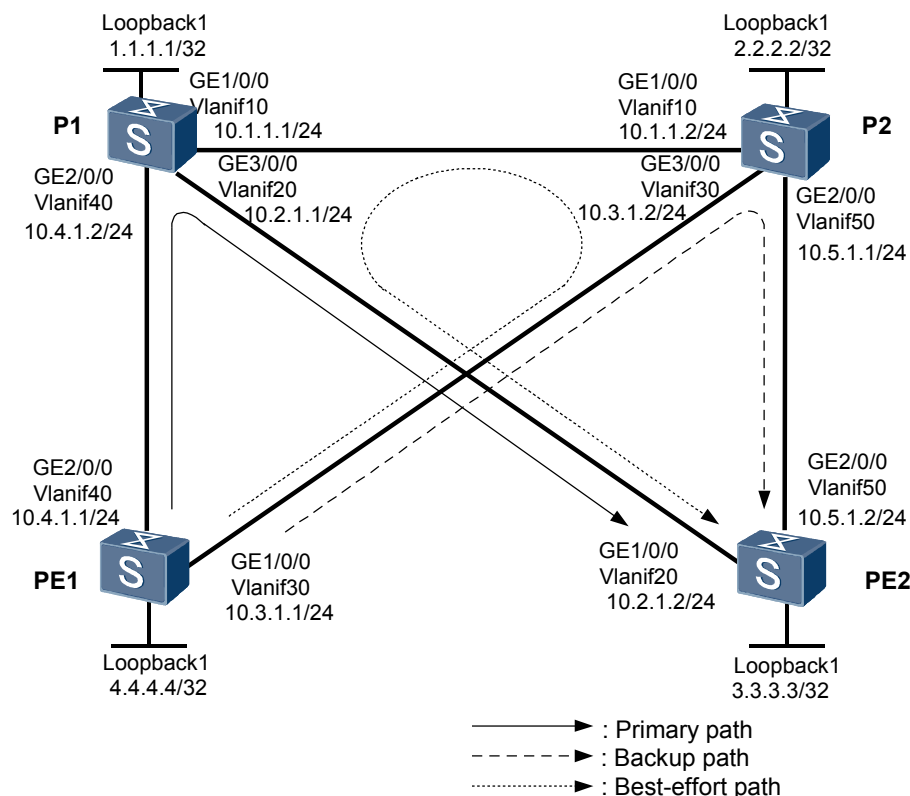 Loopback1
1.1.1.1/32
Loopback1
2.2.2.2/32
GE1/0/0
Vlanif10
10.1.1.1/24
GE1/0/0
Vlanif10
10.1.1.2/24
P1
P2
S
S
GE2/0/0
Vlanif40
10.4.1.2/24
GE3/0/0
Vlanif20
10.2.1.1/24
GE3/0/0
Vlanif30
10.3.1.2/24
GE2/0/0
Vlanif50
10.5.1.1/24
GE2/0/0
Vlanif40
10.4.1.1/24
GE2/0/0
Vlanif50
10.5.1.2/24
PE1
S
GE1/0/0
Vlanif30
10.3.1.1/24
GE1/0/0
Vlanif20
10.2.1.2/24
S
PE2
Loopback1
4.4.4.4/32
Loopback1
3.3.3.3/32
: Primary path
: Backup path
: Best-effort path